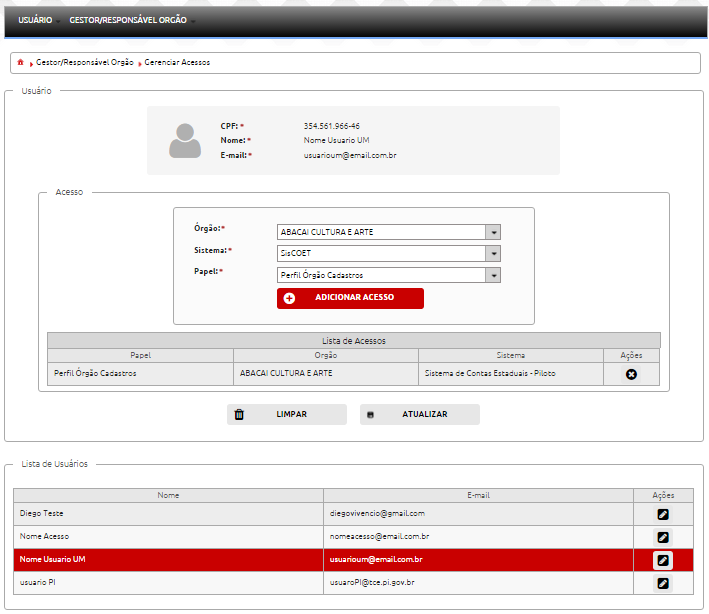 USUÁRIO GESTOR/RESPONSÁVEL ORGÃO
Gestor/Responsável Orgão Gerenciar Acessos
Usuário
CPF: * 354.561.966-46
Nome: * Nome Usuario UM
E-mail: * usuarioum@email.com.br
Acesso
Órgão:* ABACAI CULTURA E ARTE
Sistema:* SisCOET
Papel:* Perfil Órgão Cadastros
ADICIONAR ACESSO
Lista de Acessos
Papel Orgão Sistema Ações
Perfil Órgão Cadastros ABACAI CULTURA E ARTE Sistema de Contas Estaduais - Piloto
LIMPAR ATUALIZAR
Lista de Usuários
Nome E-mail Ações
Diego Teste diegovivencio@gmail.com
Nome Acesso nomeacesso@email.com.br
Nome Usuario UM usuarioum@email.com.br
usuario PI usuaroPI@tce.pi.gov.br